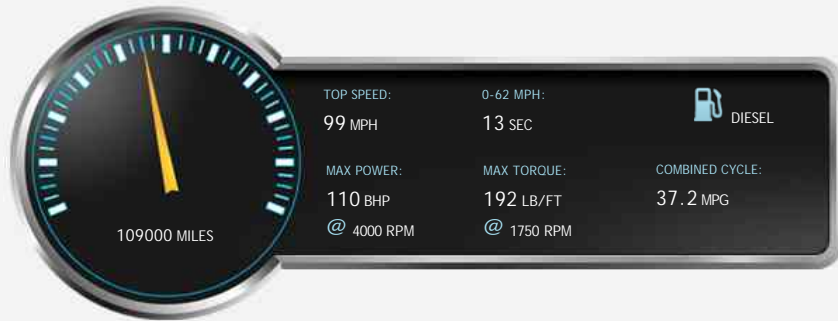 TOP SPEED:
99 MPH
0-62 MPH:
13 SEC
DIESEL
MAX POWER:
110 BHP
@ 4000 RPM
MAX TORQUE:
192 LB/FT
@ 1750 RPM
COMBINED CYCLE:
37.2 MPG
109000 MILES